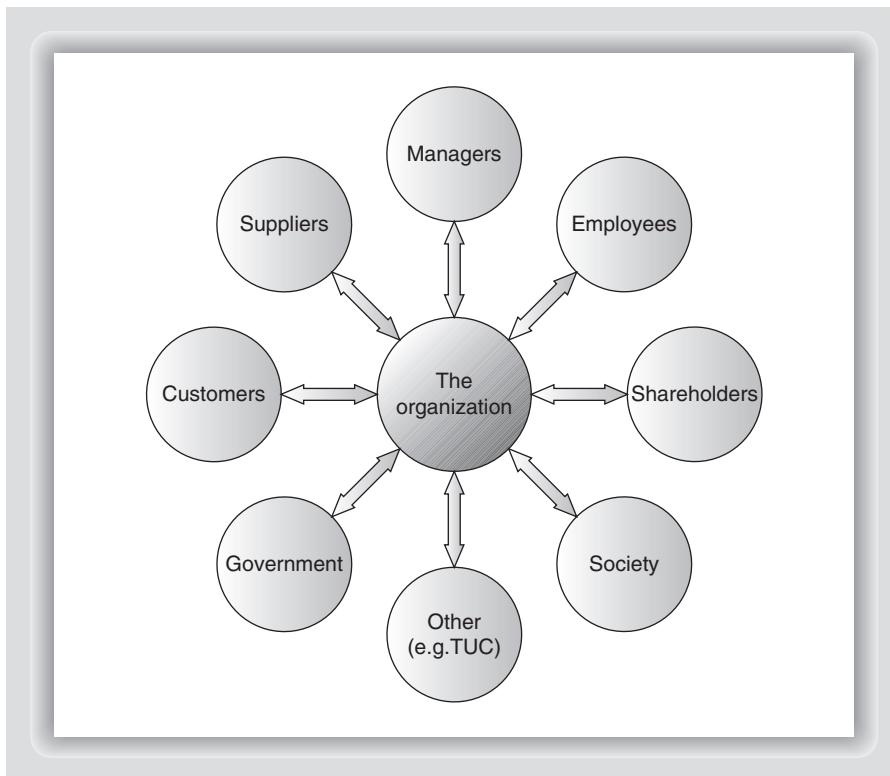 Managers
Suppliers
Employees
Customers
The
organization
Shareholders
Government
Society
Other
(e.g.TUC)